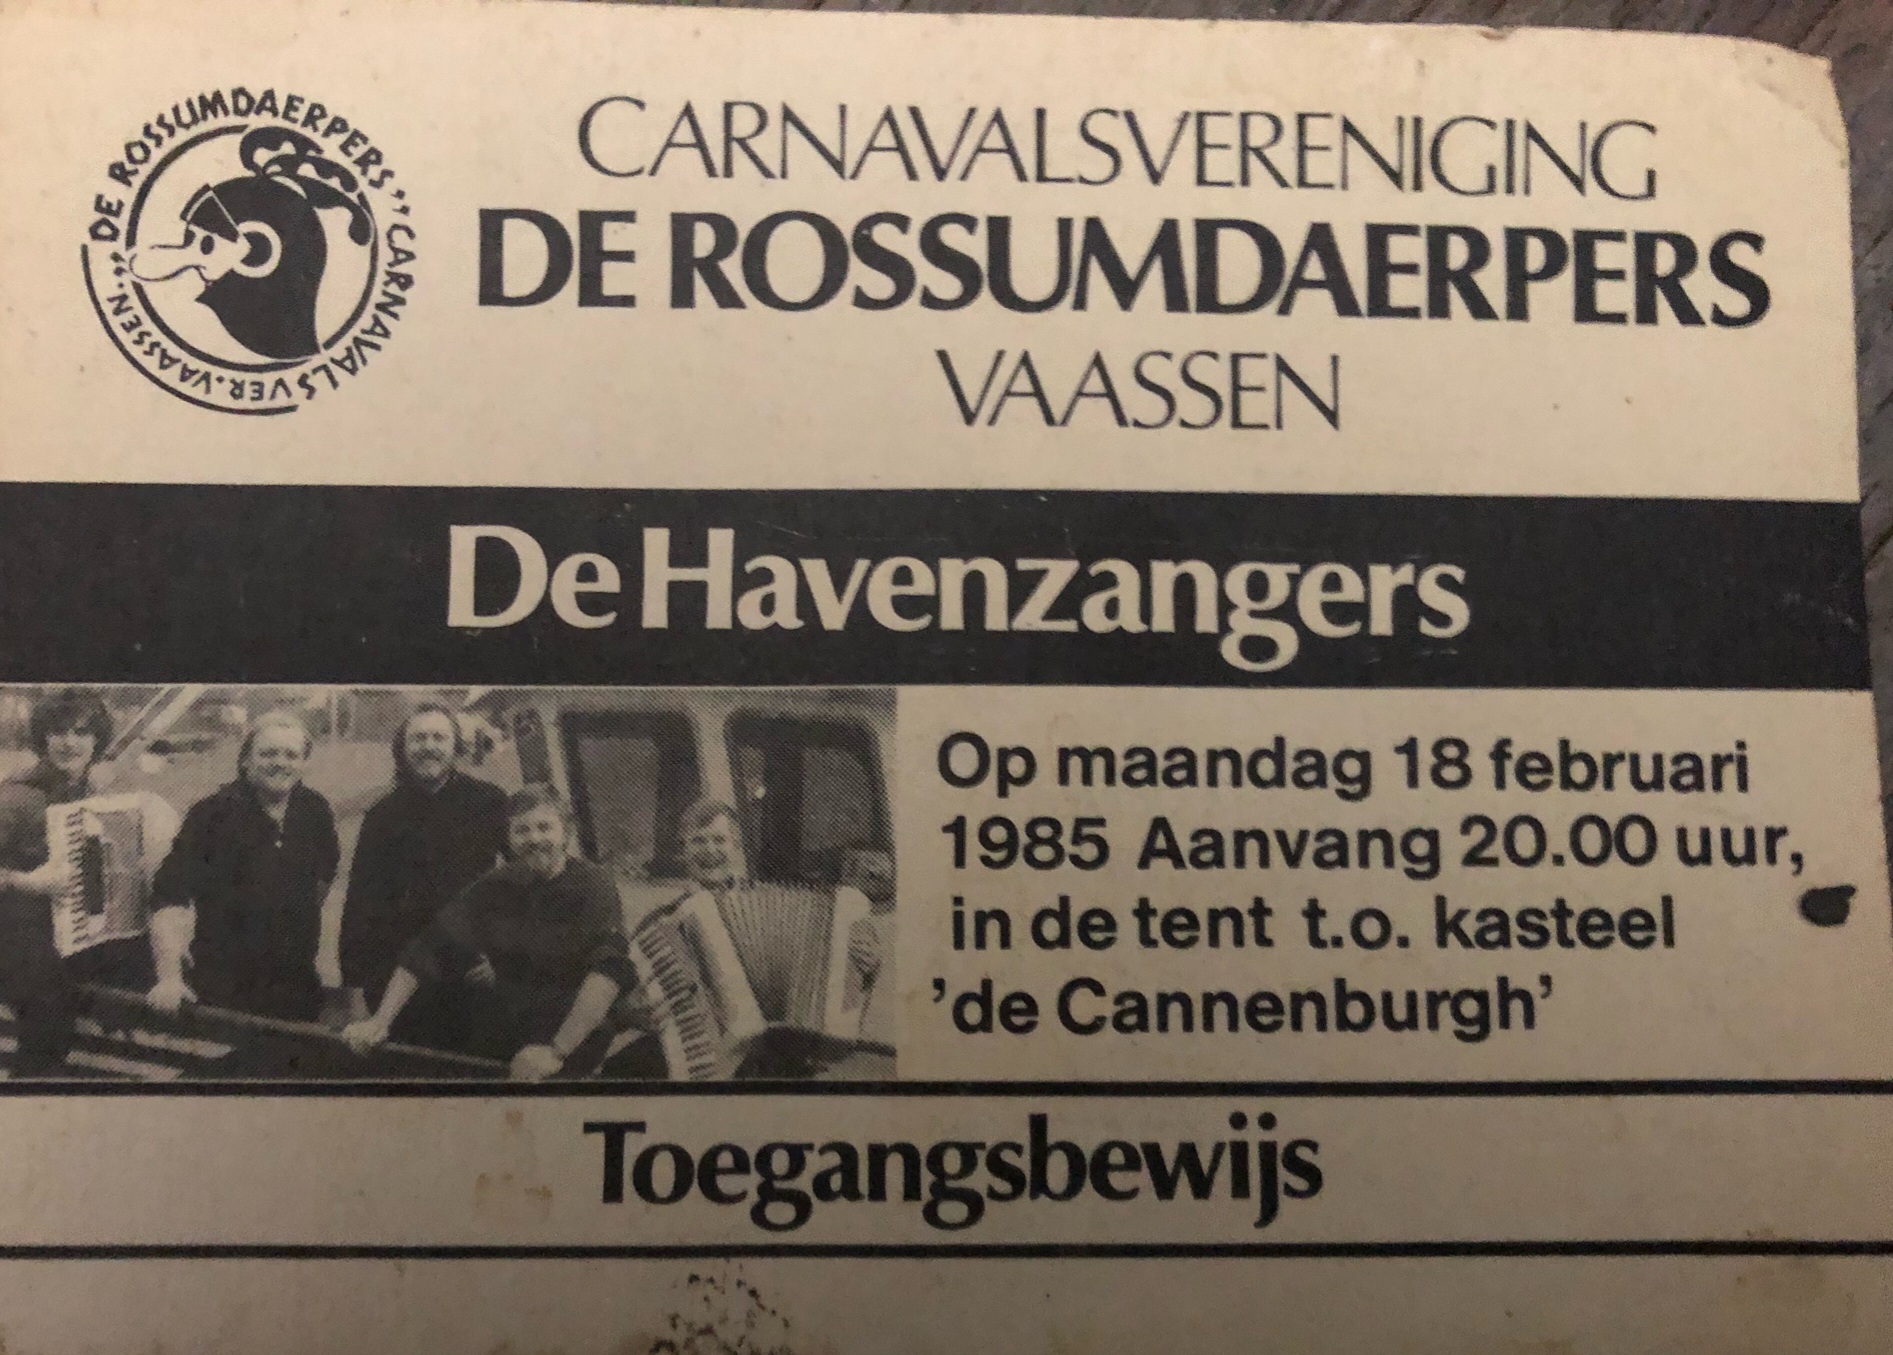 „DE ROSSUMDAERPERS” CARNAVALSVER. VAASSEN.
CARNAVALSVERENIGING
DE ROSSUMDAERPERS
VAASSEN
De Havenzangers
Op maandag 18 februari
1985 Aanvang 20.00 uur,
in de tent t.o. kasteel
’de Cannenburgh’
Toegangsbewijs